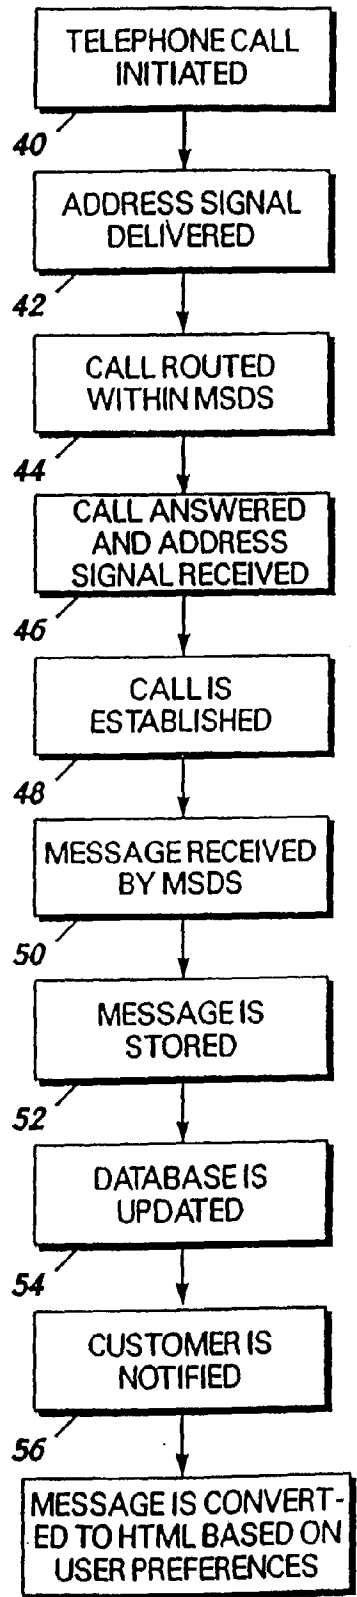 TELEPHONE CALL
INITIATED
40
ADDRESS SIGNAL
DELIVERED
42
CALL ROUTED
WITHIN MSDS
44
CALL ANSWERED
AND ADDRESS
SIGNAL RECEIVED
46
CALL IS
ESTABLISHED
48
MESSAGE RECEIVED
BY MSDS
50
MESSAGE IS
STORED
52
DATABASE IS
UPDATED
54
CUSTOMER IS
NOTIFIED
56
MESSAGE IS CONVERT-
ED TO HTML BASED ON
USER PREFERENCES